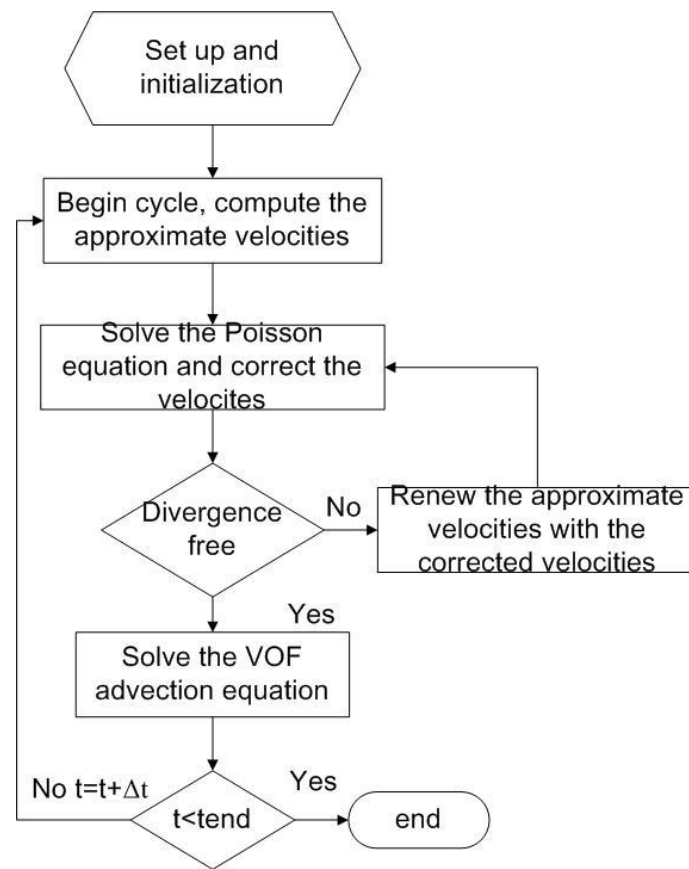 Set up and
initialization
Begin cycle, compute the
approximate velocities
Solve the Poisson
equation and correct the
velocites
Divergence
free
No
Renew the approximate
velocities with the
corrected velocities
Yes
Solve the VOF
advection equation
No t=t+Δt
t<tend
Yes
end